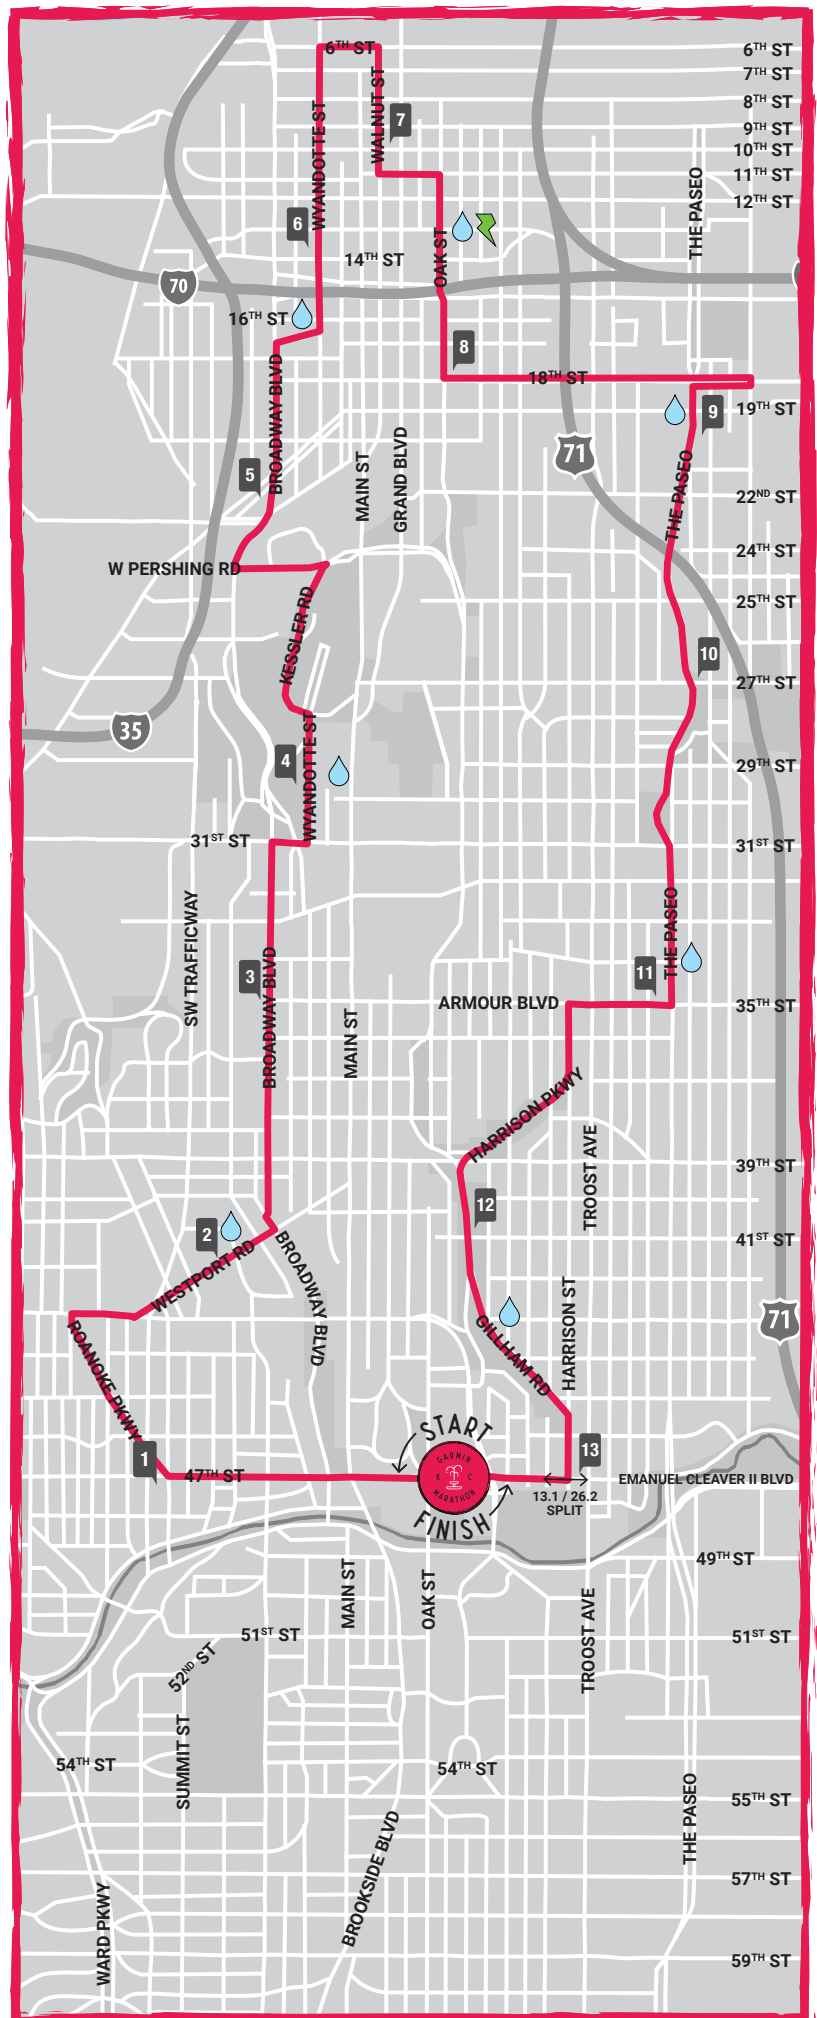 6TH ST
6TH ST
7TH ST
WALNUT ST
8TH ST
WYANDOTTE ST
7
9TH ST
10TH ST
11TH ST
THE PASEO
12TH ST
6
OAK ST
14TH ST
70
16TH ST
8
18TH ST
BROADWAY BLVD
9
19TH ST
GRAND BLVD
71
MAIN ST
5
THE PASEO
22ND ST
24TH ST
W PERSHING RD
25TH ST
KESSLER RD
10
27TH ST
35
WYANDOTTE ST
4
29TH ST
31ST ST
31ST ST
SW TRAFFICWAY
THE PASEO
3
BROADWAY BLVD
11
ARMOUR BLVD
35TH ST
MAIN ST
HARRISON PKWY
TROOST AVE
39TH ST
12
2
41ST ST
WESTPORT RD
BROADWAY BLVD
HARRISON ST
71
ROANOKE PKWY
GILLHAM RD
START
1
13
GARMIN
K C
MARATHON
47TH ST
EMANUEL CLEAVER II BLVD
13.1 / 26.2
SPLIT
FINISH
49TH ST
MAIN ST
OAK ST
TROOST AVE
51ST ST
51ST ST
52ND ST
SUMMIT ST
54TH ST
54TH ST
THE PASEO
55TH ST
BROOKSIDE BLVD
57TH ST
WARD PKWY
59TH ST